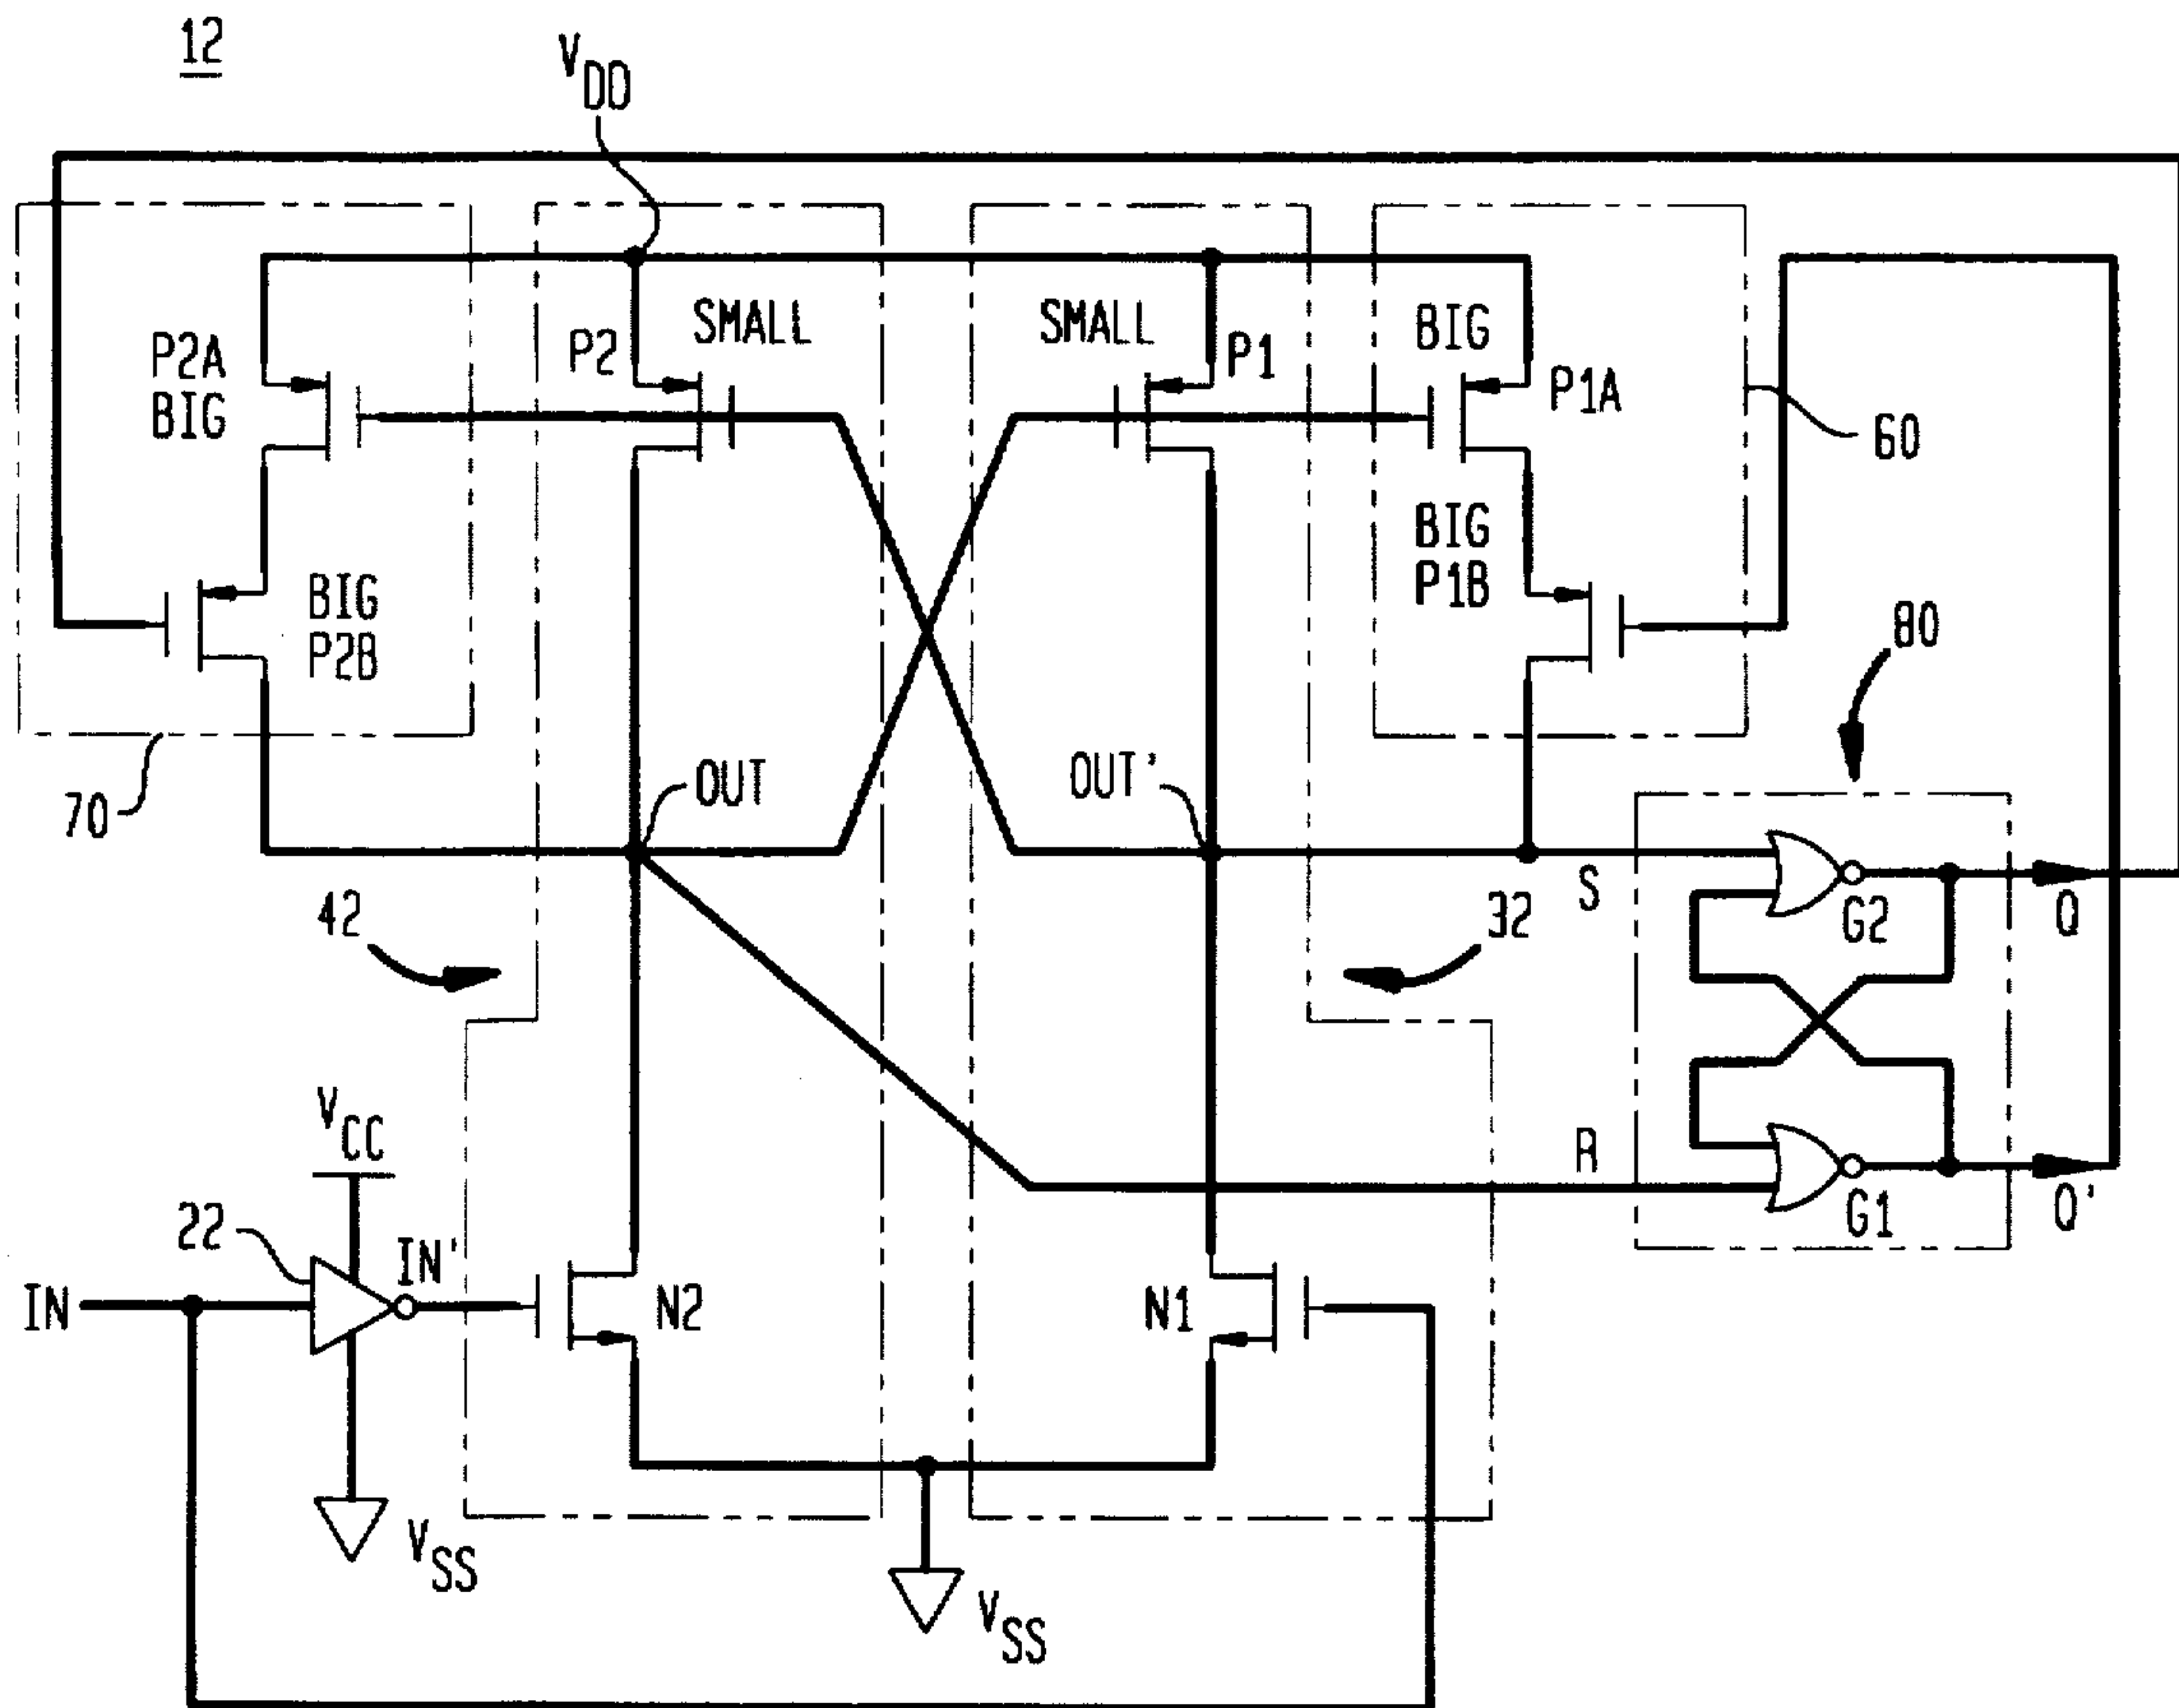 12
VDD
P2A
BIG
P2
SMALL
SMALL
P1
BIG
P1A
60
BIG
P2B
BIG
P1B
80
70
OUT
OUT'
42
32
S
G2
Q
R
G1
Q'
VCC
22
IN
IN'
N2
N1
VSS
VSS